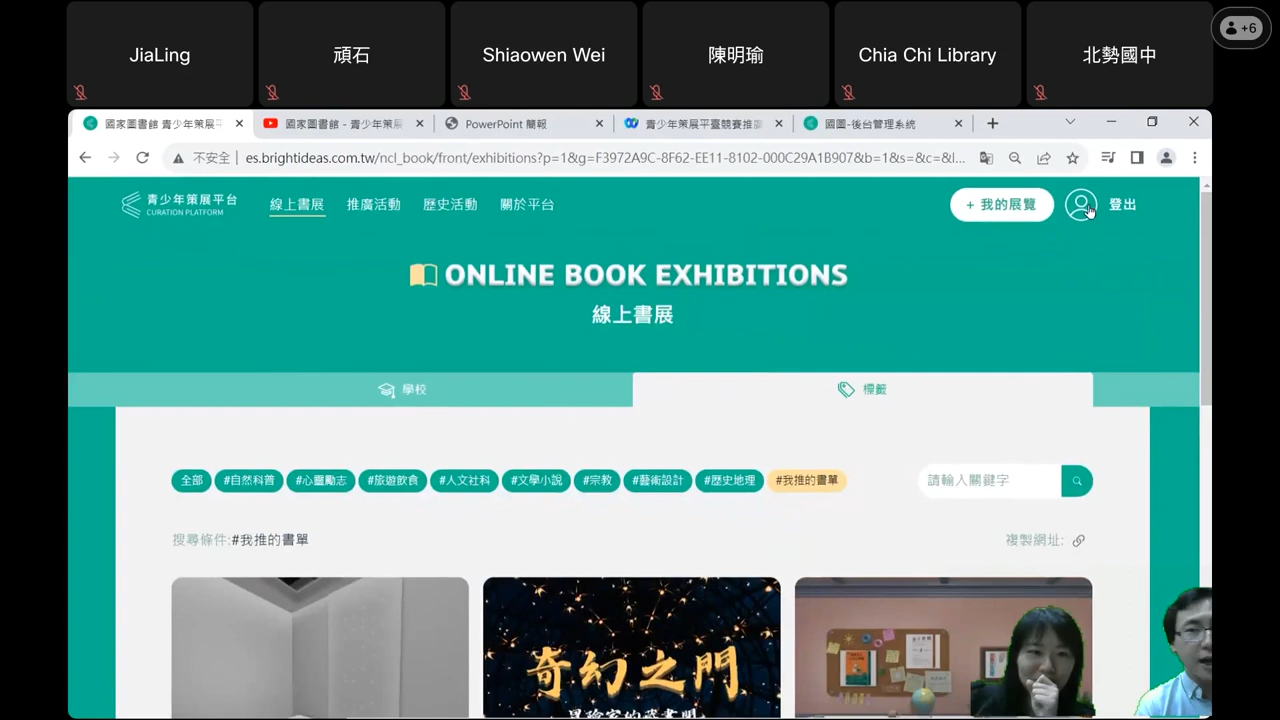 JiaLing
頑石
Shiaowen Wei
陳明瑜
Chia Chi Library
北勢國中
+6
國家圖書館 青少年策展平
國家圖書館 - 青少年策展
PowerPoint 簡報
青少年策展平臺競賽推廣
國圖-後台管理系統
不安全
es.brightideas.com.tw/ncl_book/front/exhibitions?p=1&g=F3972A9C-8F62-EE11-8102-000C29A1B907&b=1&s=&c=&l...
青少年策展平台
CURATION PLATFORM
線上書展
推廣活動
歷史活動
關於平台
+ 我的展覽
登出
ONLINE BOOK EXHIBITIONS
線上書展
學校
標籤
全部
#自然科普
#心靈勵志
#旅遊飲食
#人文社科
#文學小說
#宗教
#藝術設計
#歷史地理
#我推的書單
請輸入關鍵字
搜尋條件:#我推的書單
複製網址:
奇幻之門